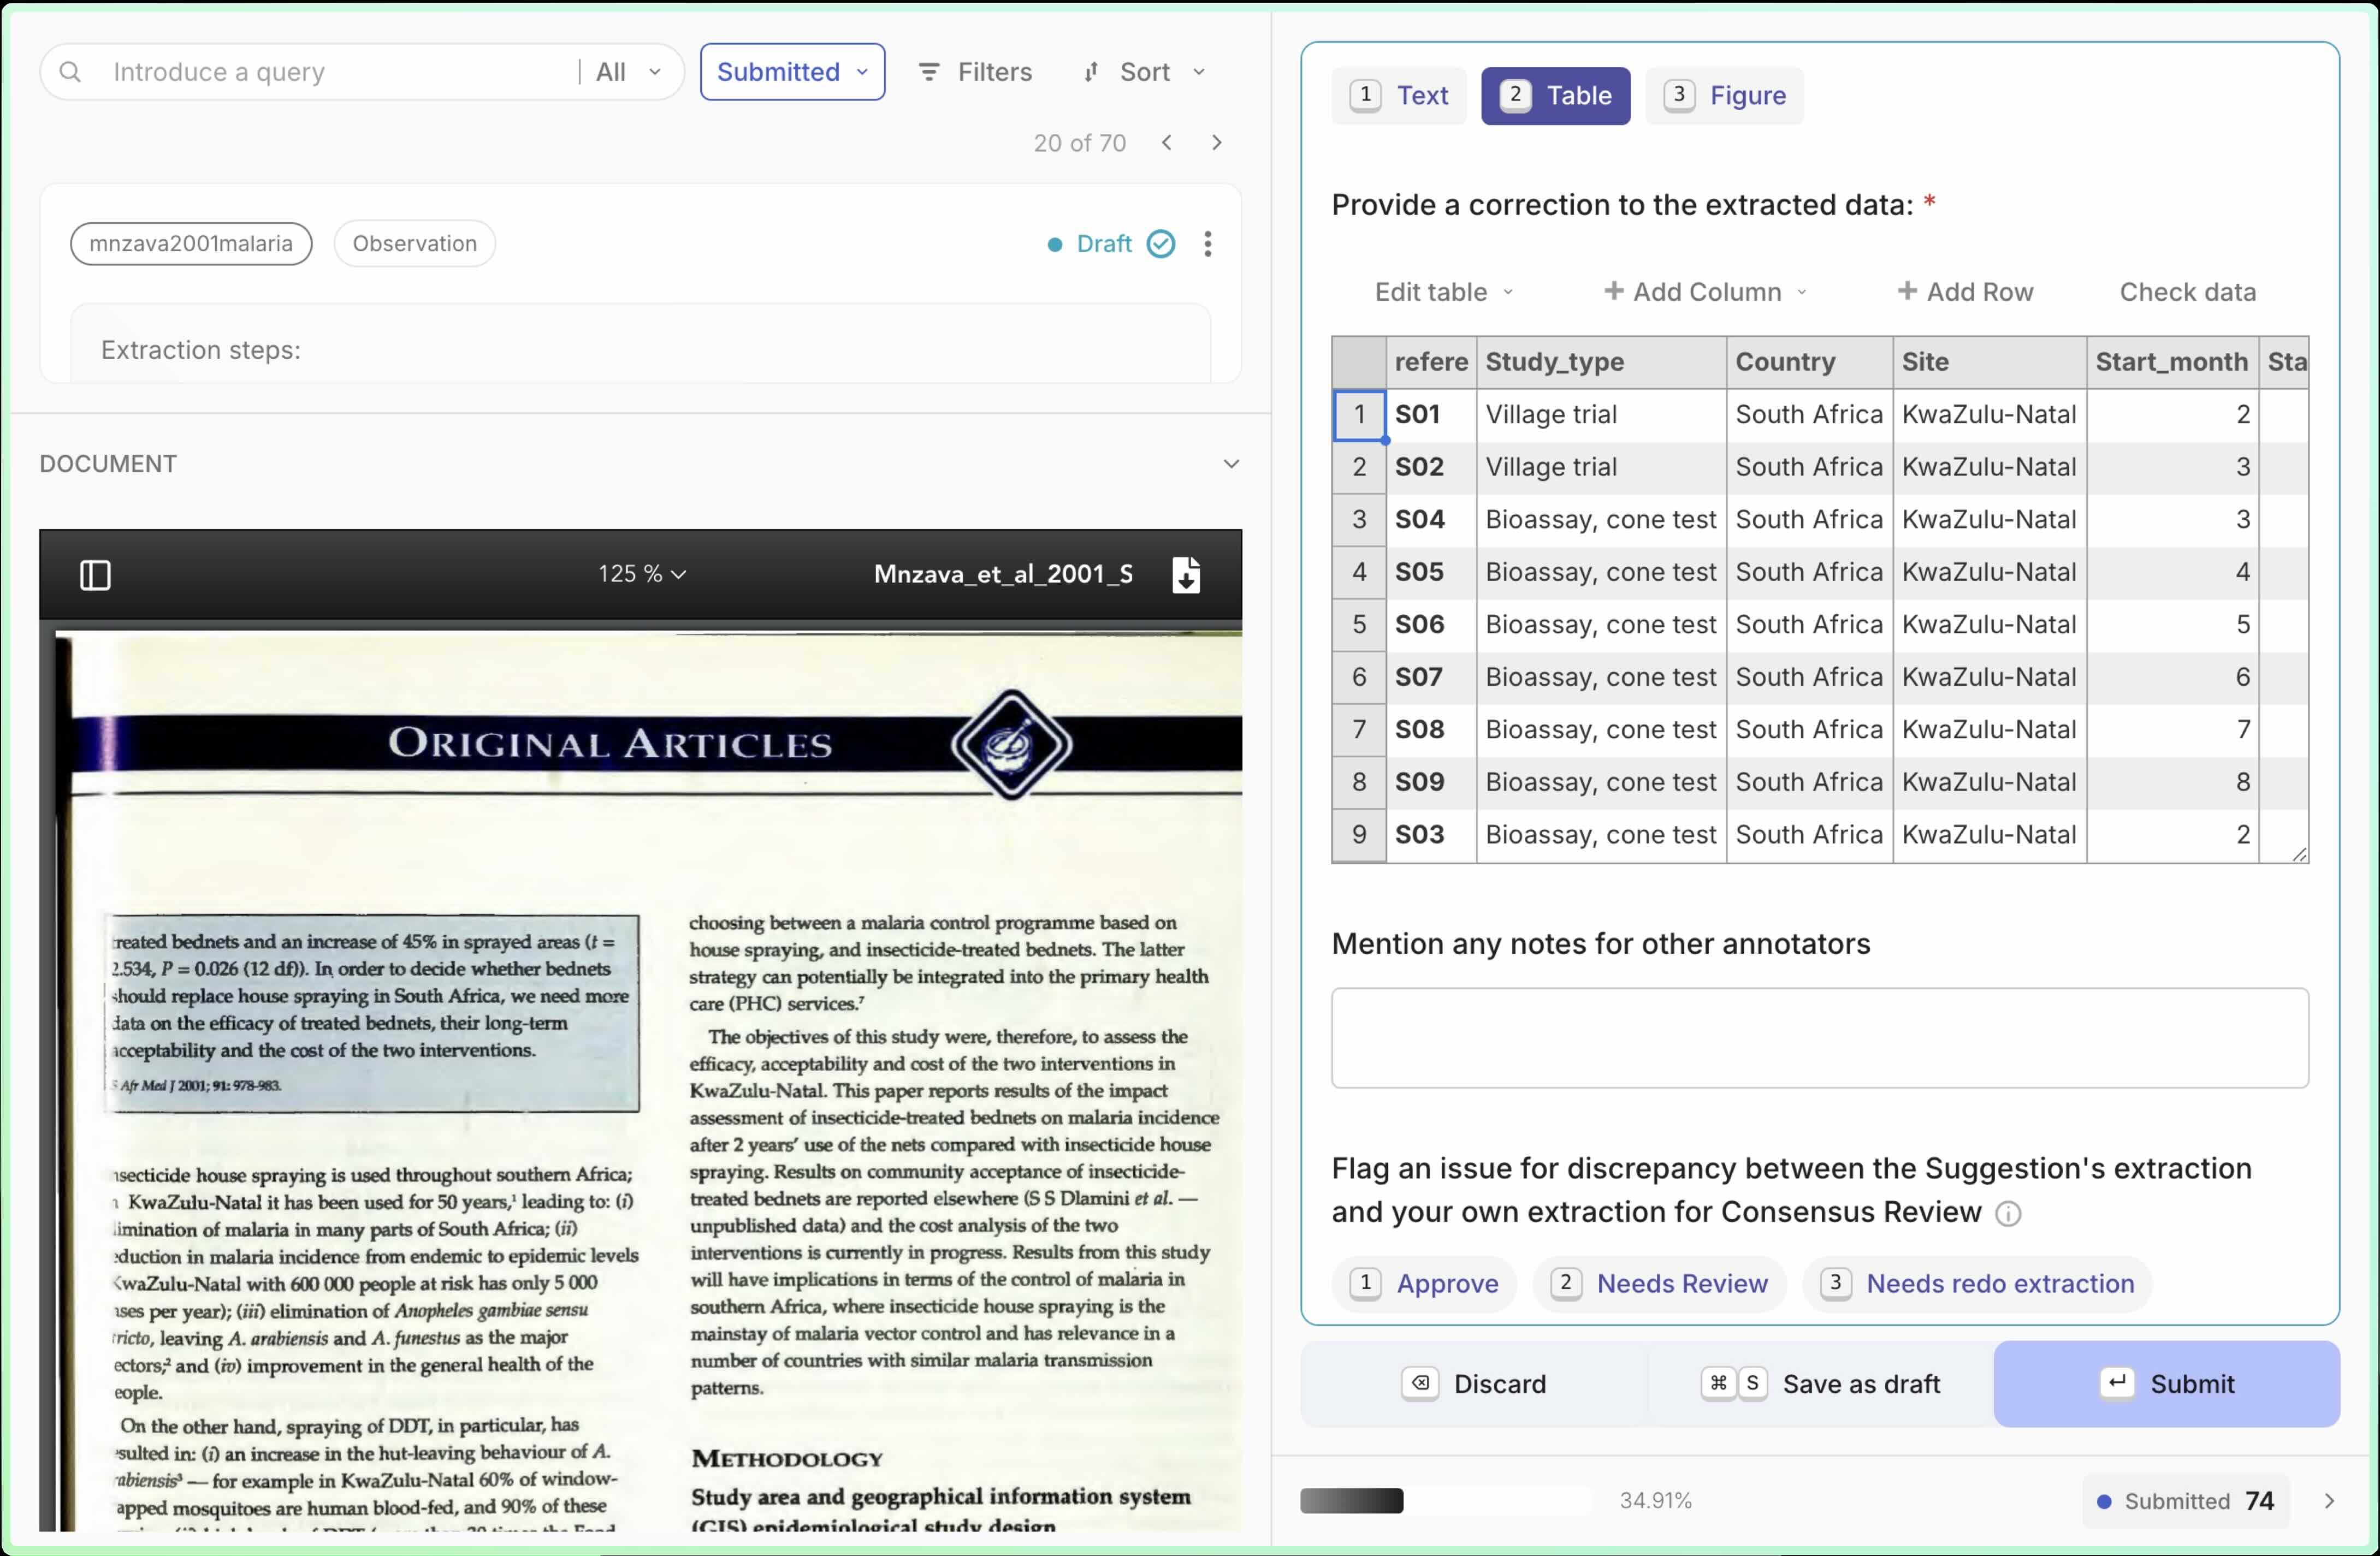 Introduce a query
All
Submitted
Filters
Sort
20 of 70
mnzava2001malaria
Observation
Draft
Extraction steps:
DOCUMENT
125 %
Mnzava_et_al_2001_S
ORIGINAL ARTICLES
reated bednets and an increase of 45% in sprayed areas (t =
2.534, P = 0.026 (12 df)). In order to decide whether bednets
should replace house spraying in South Africa, we need more
data on the efficacy of treated bednets, their long-term
acceptability and the cost of the two interventions.
S Afr Med J 2001; 91: 978-983.
nsecticide house spraying is used throughout southern Africa;
KwaZulu-Natal it has been used for 50 years,¹ leading to: (i)
limination of malaria in many parts of South Africa; (ii)
eduction in malaria incidence from endemic to epidemic levels
KwaZulu-Natal with 600 000 people at risk has only 5 000
ases per year); (iii) elimination of Anopheles gambiae sensu
tricto, leaving A. arabiensis and A. funestus as the major
ectors;² and (iv) improvement in the general health of the
eople.
On the other hand, spraying of DDT, in particular, has
esulted in: (i) an increase in the hut-leaving behaviour of A.
rabiensis³ — for example in KwaZulu-Natal 60% of window-
apped mosquitoes are human blood-fed, and 90% of these
choosing between a malaria control programme based on
house spraying, and insecticide-treated bednets. The latter
strategy can potentially be integrated into the primary health
care (PHC) services.⁷
The objectives of this study were, therefore, to assess the
efficacy, acceptability and cost of the two interventions in
KwaZulu-Natal. This paper reports results of the impact
assessment of insecticide-treated bednets on malaria incidence
after 2 years' use of the nets compared with insecticide house
spraying. Results on community acceptance of insecticide-
treated bednets are reported elsewhere (S S Dlamini et al. —
unpublished data) and the cost analysis of the two
interventions is currently in progress. Results from this study
will have implications in terms of the control of malaria in
southern Africa, where insecticide house spraying is the
mainstay of malaria vector control and has relevance in a
number of countries with similar malaria transmission
patterns.
METHODOLOGY
Study area and geographical information system
(GIS) epidemiological study design
1 Text
2 Table
3 Figure
Provide a correction to the extracted data: *
Edit table
+ Add Column
+ Add Row
Check data
refere Study_type Country Site Start_month Sta
1 S01 Village trial South Africa KwaZulu-Natal 2
2 S02 Village trial South Africa KwaZulu-Natal 3
3 S04 Bioassay, cone test South Africa KwaZulu-Natal 3
4 S05 Bioassay, cone test South Africa KwaZulu-Natal 4
5 S06 Bioassay, cone test South Africa KwaZulu-Natal 5
6 S07 Bioassay, cone test South Africa KwaZulu-Natal 6
7 S08 Bioassay, cone test South Africa KwaZulu-Natal 7
8 S09 Bioassay, cone test South Africa KwaZulu-Natal 8
9 S03 Bioassay, cone test South Africa KwaZulu-Natal 2
Mention any notes for other annotators
Flag an issue for discrepancy between the Suggestion's extraction
and your own extraction for Consensus Review
1 Approve
2 Needs Review
3 Needs redo extraction
Discard
⌘ S Save as draft
Submit
34.91%
Submitted 74